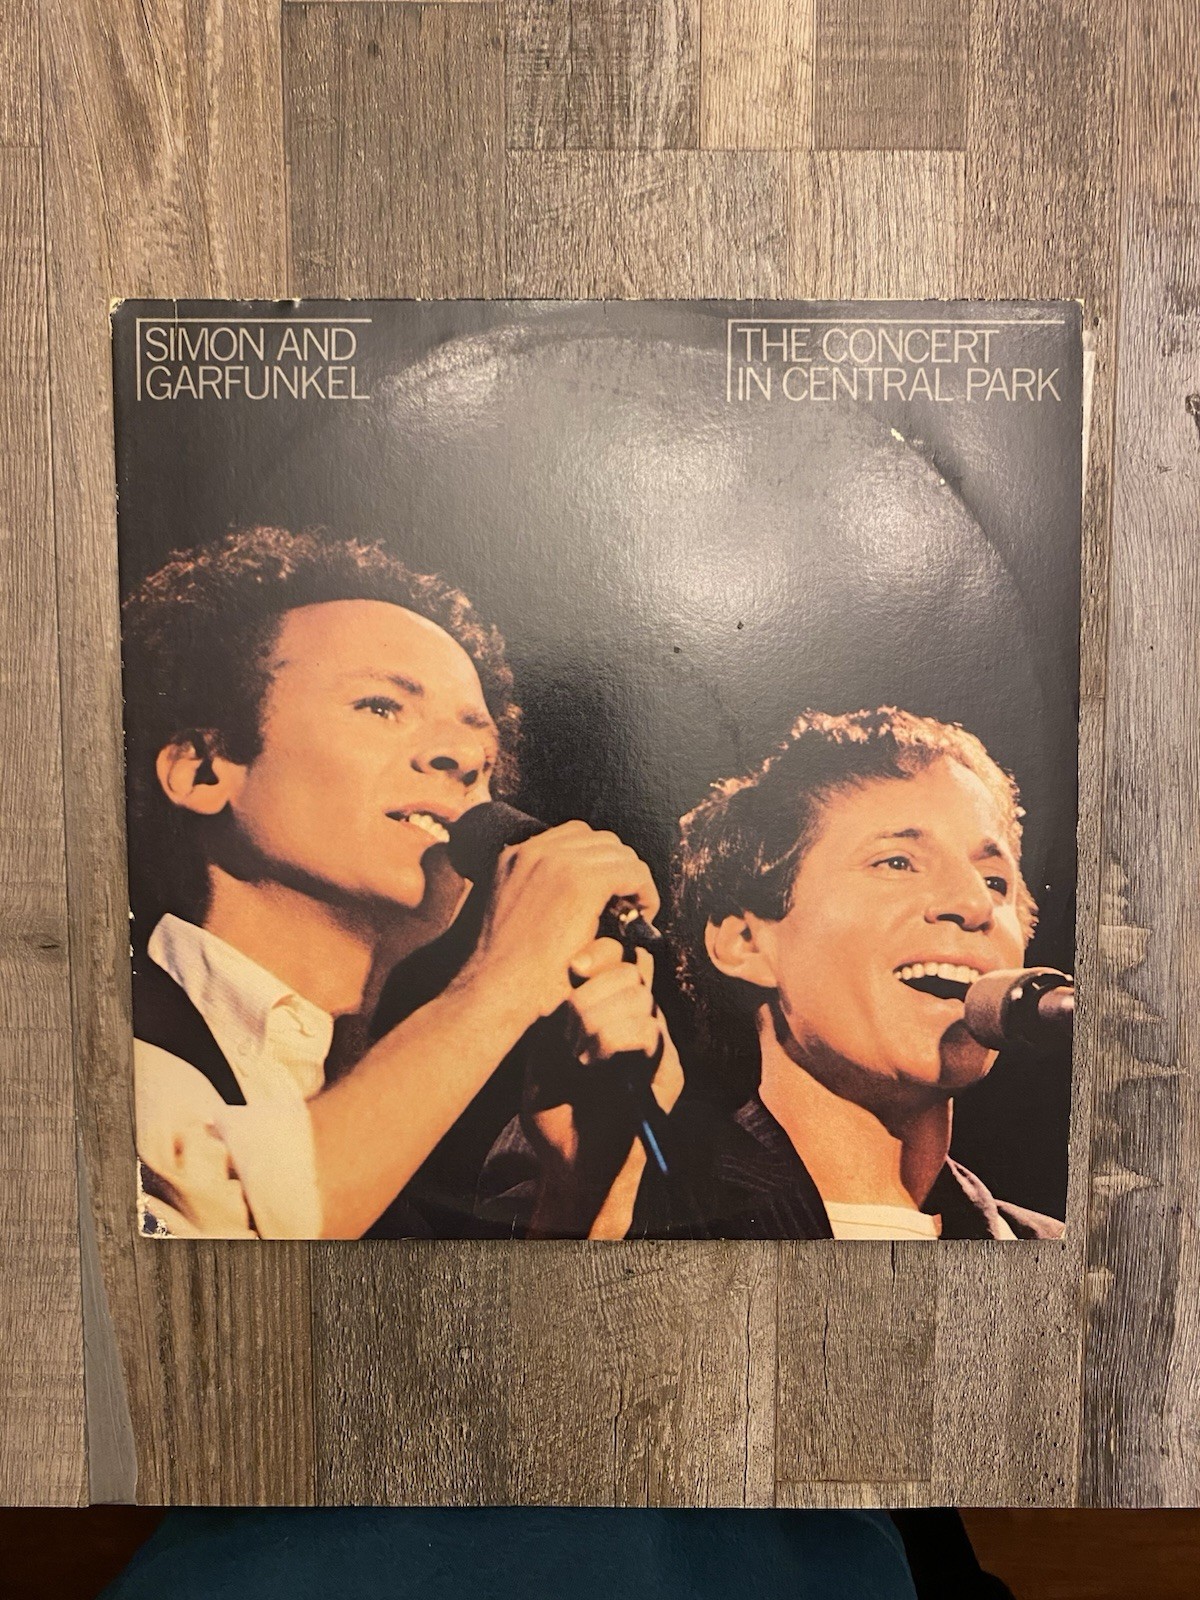 SIMON AND
GARFUNKEL
THE CONCERT
IN CENTRAL PARK